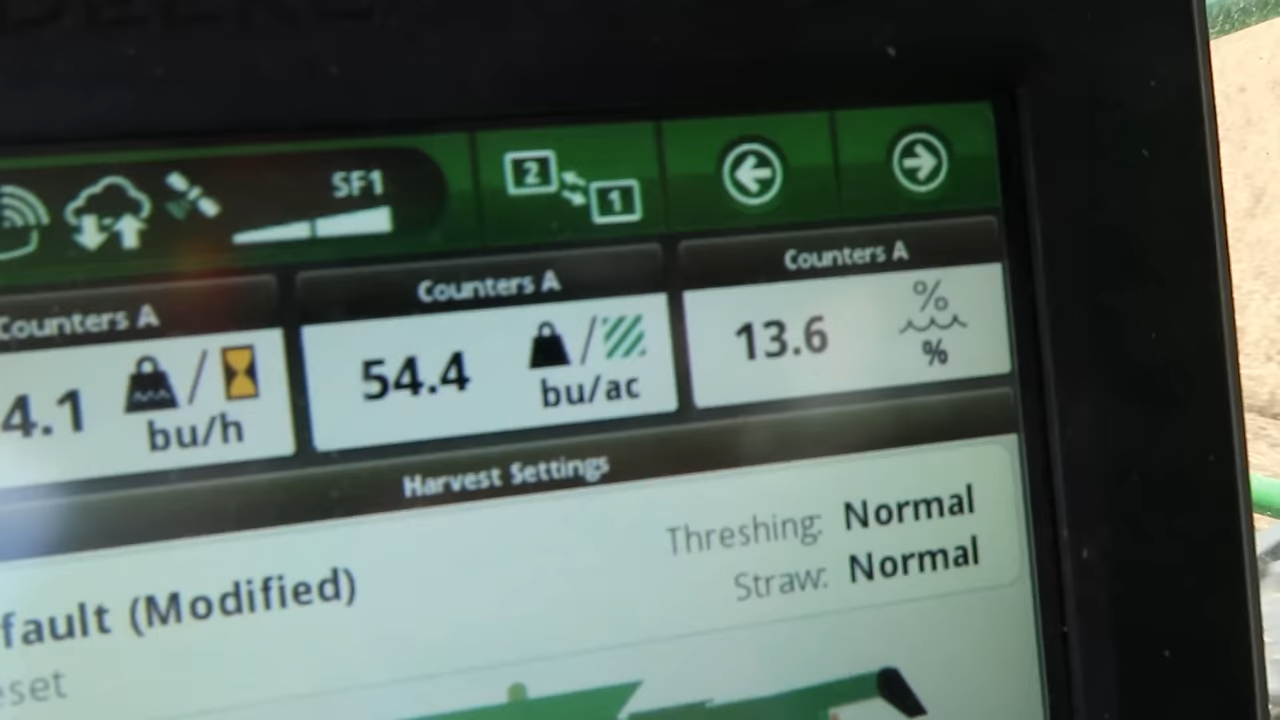 SF1
2
1
Counters A
4.1
bu/h
Counters A
54.4
bu/ac
Counters A
13.6
%
%
Harvest Settings
fault (Modified)
eset
Threshing: Normal
Straw: Normal